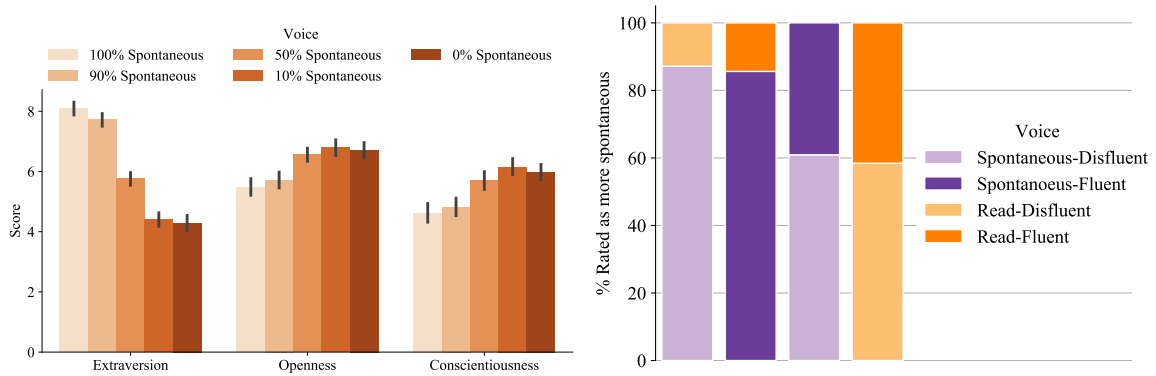 Voice
100% Spontaneous 50% Spontaneous 0% Spontaneous
90% Spontaneous 10% Spontaneous
Score
8
6
4
2
0
Extraversion Openness Conscientiousness
% Rated as more spontaneous
100
80
60
40
20
0
Voice
Spontaneous-Disfluent
Spontanoeus-Fluent
Read-Disfluent
Read-Fluent